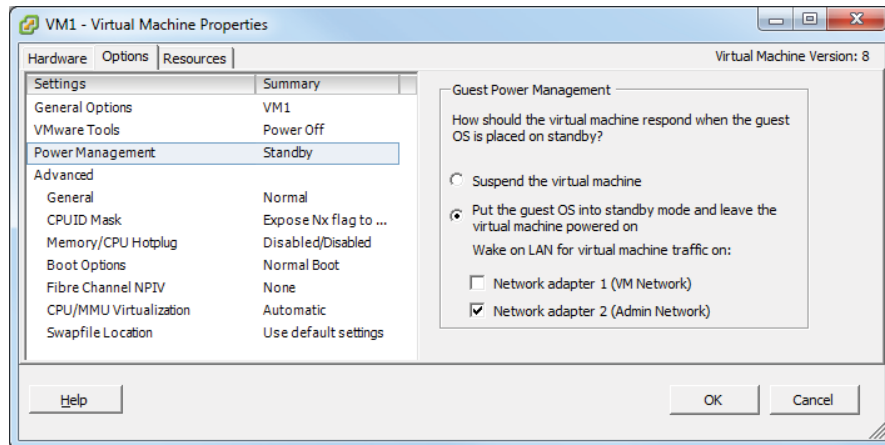 VM1 - Virtual Machine Properties
Hardware Options Resources Virtual Machine Version: 8
Settings Summary
General Options VM1
VMware Tools Power Off
Power Management Standby
Advanced
General Normal
CPUID Mask Expose Nx flag to ...
Memory/CPU Hotplug Disabled/Disabled
Boot Options Normal Boot
Fibre Channel NPIV None
CPU/MMU Virtualization Automatic
Swapfile Location Use default settings
Guest Power Management
How should the virtual machine respond when the guest
OS is placed on standby?
Suspend the virtual machine
Put the guest OS into standby mode and leave the
virtual machine powered on
Wake on LAN for virtual machine traffic on:
Network adapter 1 (VM Network)
Network adapter 2 (Admin Network)
Help OK Cancel